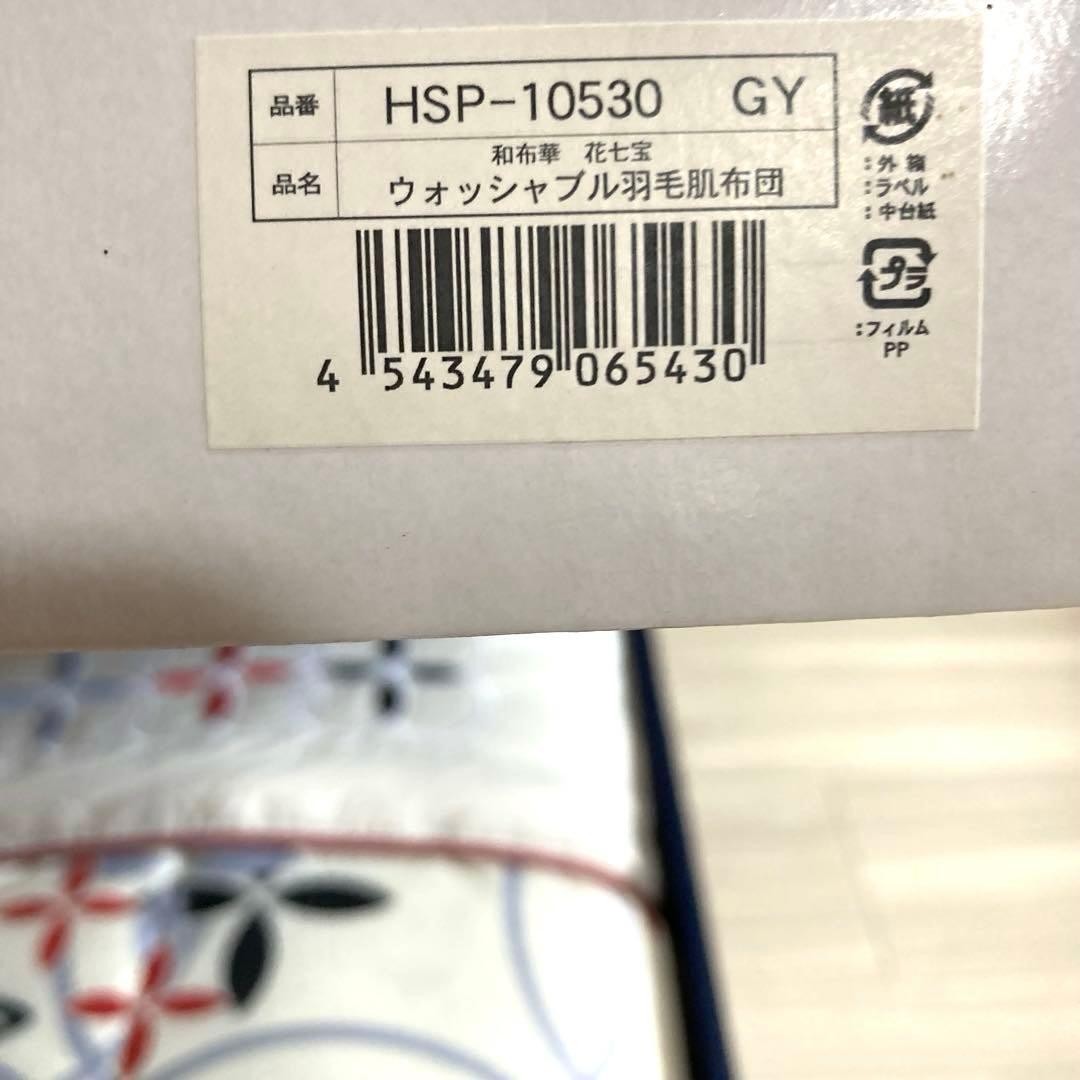 品番 HSP-10530 GY
和布華 花七宝
品名 ウォッシャブル羽毛肌布団
4 543479 065430
紙
:外箱
:ラベル
:中台紙
プラ
:フィルム
PP